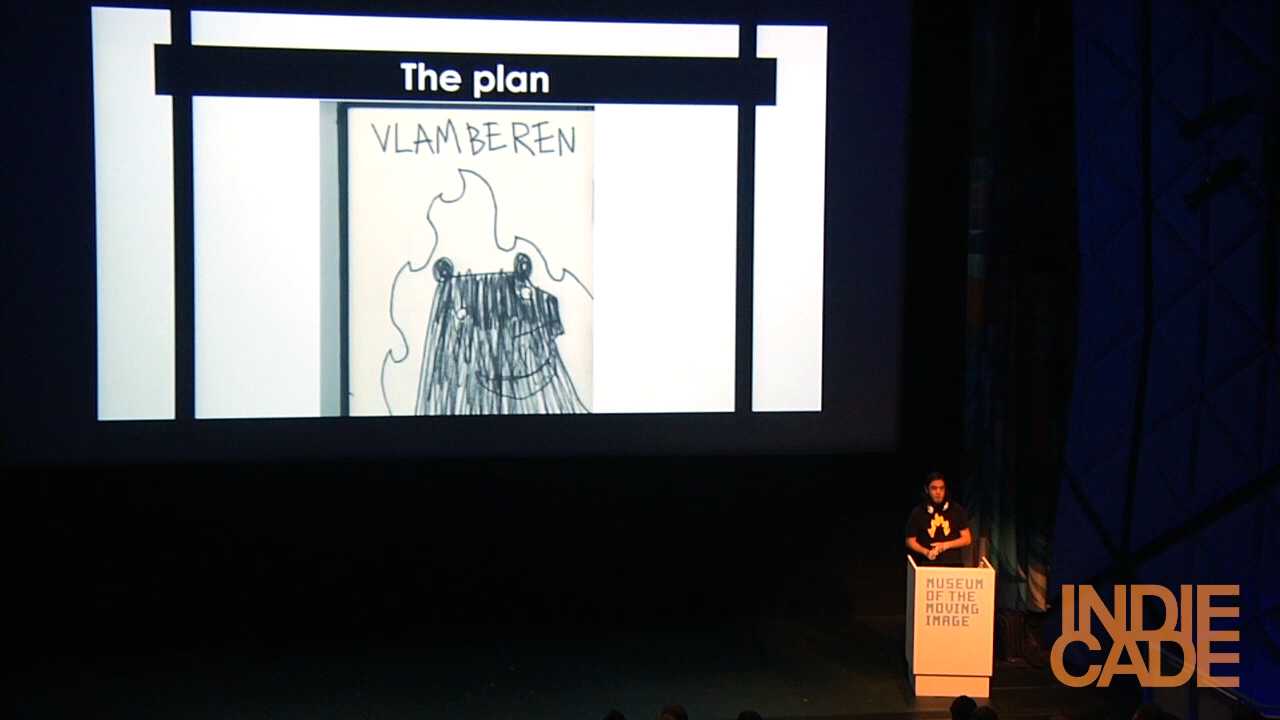 The plan
VLAMBEREN
MUSEUM
OF THE
MOVING
IMAGE
INDIE
CADE